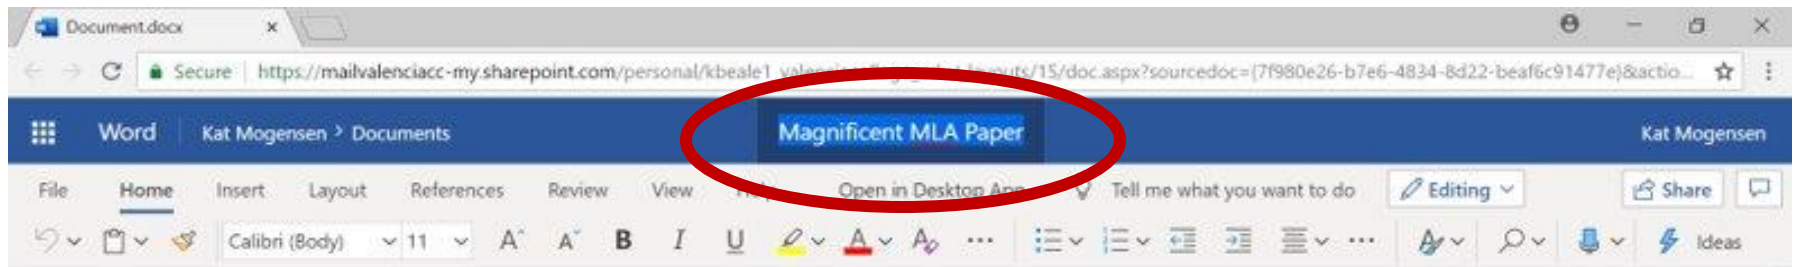 Document.docx
Secure https://mailvalenciacc-my.sharepoint.com/personal/kbeale1 /15/doc.aspx?sourcedoc={7f980e26-b7e6-4834-8d22-beaf6c91477e}&actio...
Word Kat Mogensen > Documents Magnificent MLA Paper Kat Mogensen
File Home Insert Layout References Review View Open in Desktop Tell me what you want to do Editing Share
Calibri (Body) 11 A A B I U A A ... ... A Ideas